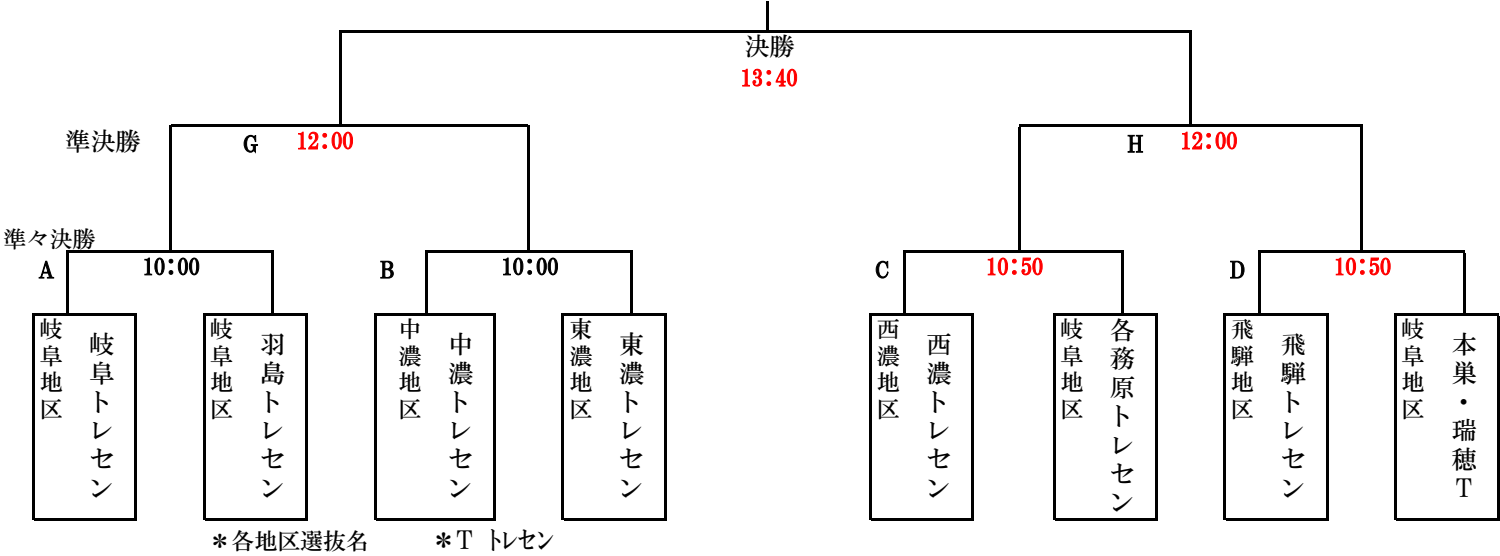 決勝
13:40
準決勝
G
12:00
H
12:00
準々決勝
A
10:00
B
10:00
C
10:50
D
10:50
岐阜地区
岐阜トレセン
岐阜地区
羽島トレセン
中濃地区
中濃トレセン
東濃地区
東濃トレセン
西濃地区
西濃トレセン
岐阜地区
各務原トレセン
飛騨地区
飛騨トレセン
岐阜地区
本巣・瑞穂T
*各地区選抜名
*T トレセン